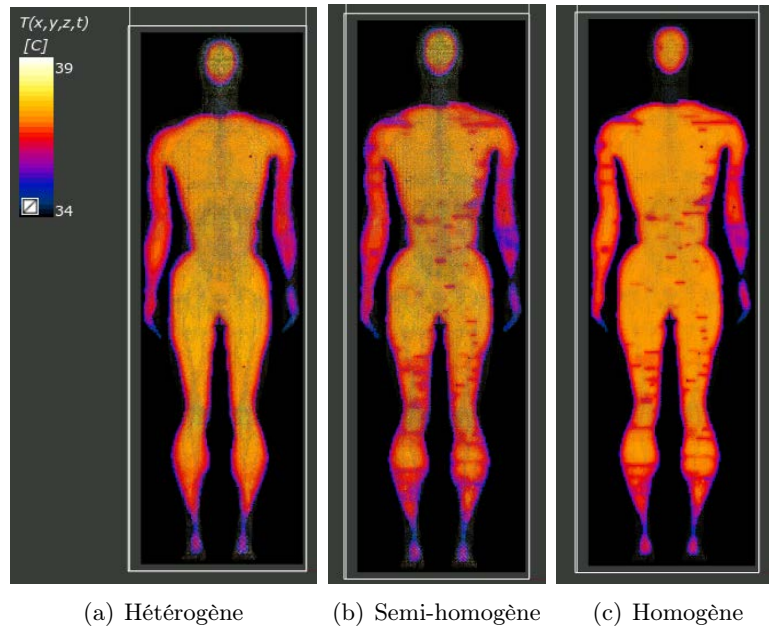 T(x,y,z,t)
[C]
39
34
(a) Hétérogène
(b) Semi-homogène
(c) Homogène